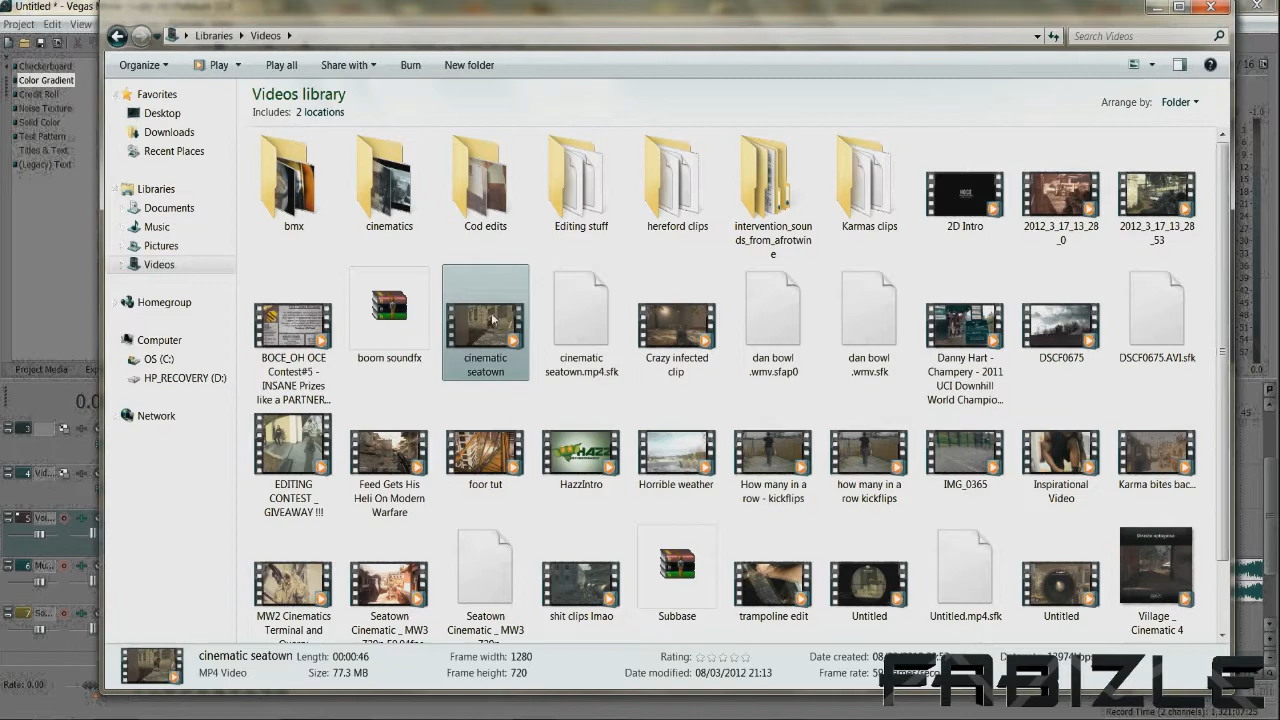 Untitled * - Vegas
Project Edit View
Checkerboard
Color Gradient
Credit Roll
Noise Texture
Solid Color
Test Pattern
Titles & Text
(Legacy) Text
Project Media
Libraries Videos
Search Videos
Organize Play Play all Share with Burn New folder
Favorites
Desktop
Downloads
Recent Places
Libraries
Documents
Music
Pictures
Videos
Homegroup
Computer
OS (C:)
HP_RECOVERY (D:)
Network
Videos library
Includes: 2 locations
Arrange by: Folder
bmx
cinematics
Cod edits
Editing stuff
hereford clips
intervention_sou
nds_from_afrotwin
e
Karmas clips
2D Intro
2012_3_17_13_28
_0
2012_3_17_13_28
_53
BOCE_OH OCE
Contest#5 -
INSANE Prizes
like a PARTNER...
boom soundfx
cinematic
seatown
cinematic
seatown.mp4.sfk
Crazy infected
clip
dan bowl
.wmv.sfap0
dan bowl
.wmv.sfk
Danny Hart -
Champery - 2011
UCI Downhill
World Champio...
DSCF0675
DSCF0675.AVI.sfk
EDITING
CONTEST _
GIVEAWAY !!!
Feed Gets His
Heli On Modern
Warfare
foor tut
HazzIntro
Horrible weather
How many in a
row - kickflips
how many in a
row kickflips
IMG_0365
Inspirational
Video
Karma bites bac...
MW2 Cinematics
Terminal and
Seatown
Cinematic _ MW3
Seatown
Cinematic _ MW3
shit clips lmao
Subbase
trampoline edit
Untitled
Untitled.mp4.sfk
Untitled
Village _
Cinematic 4
cinematic seatown Length: 00:00:46 Frame width: 1280 Rating: Date created:
MP4 Video Size: 77.3 MB Frame height: 720 Date modified: 08/03/2012 21:13 Frame rate:
FABIZLE
Rate: 0.00
Record Time (2 channels):